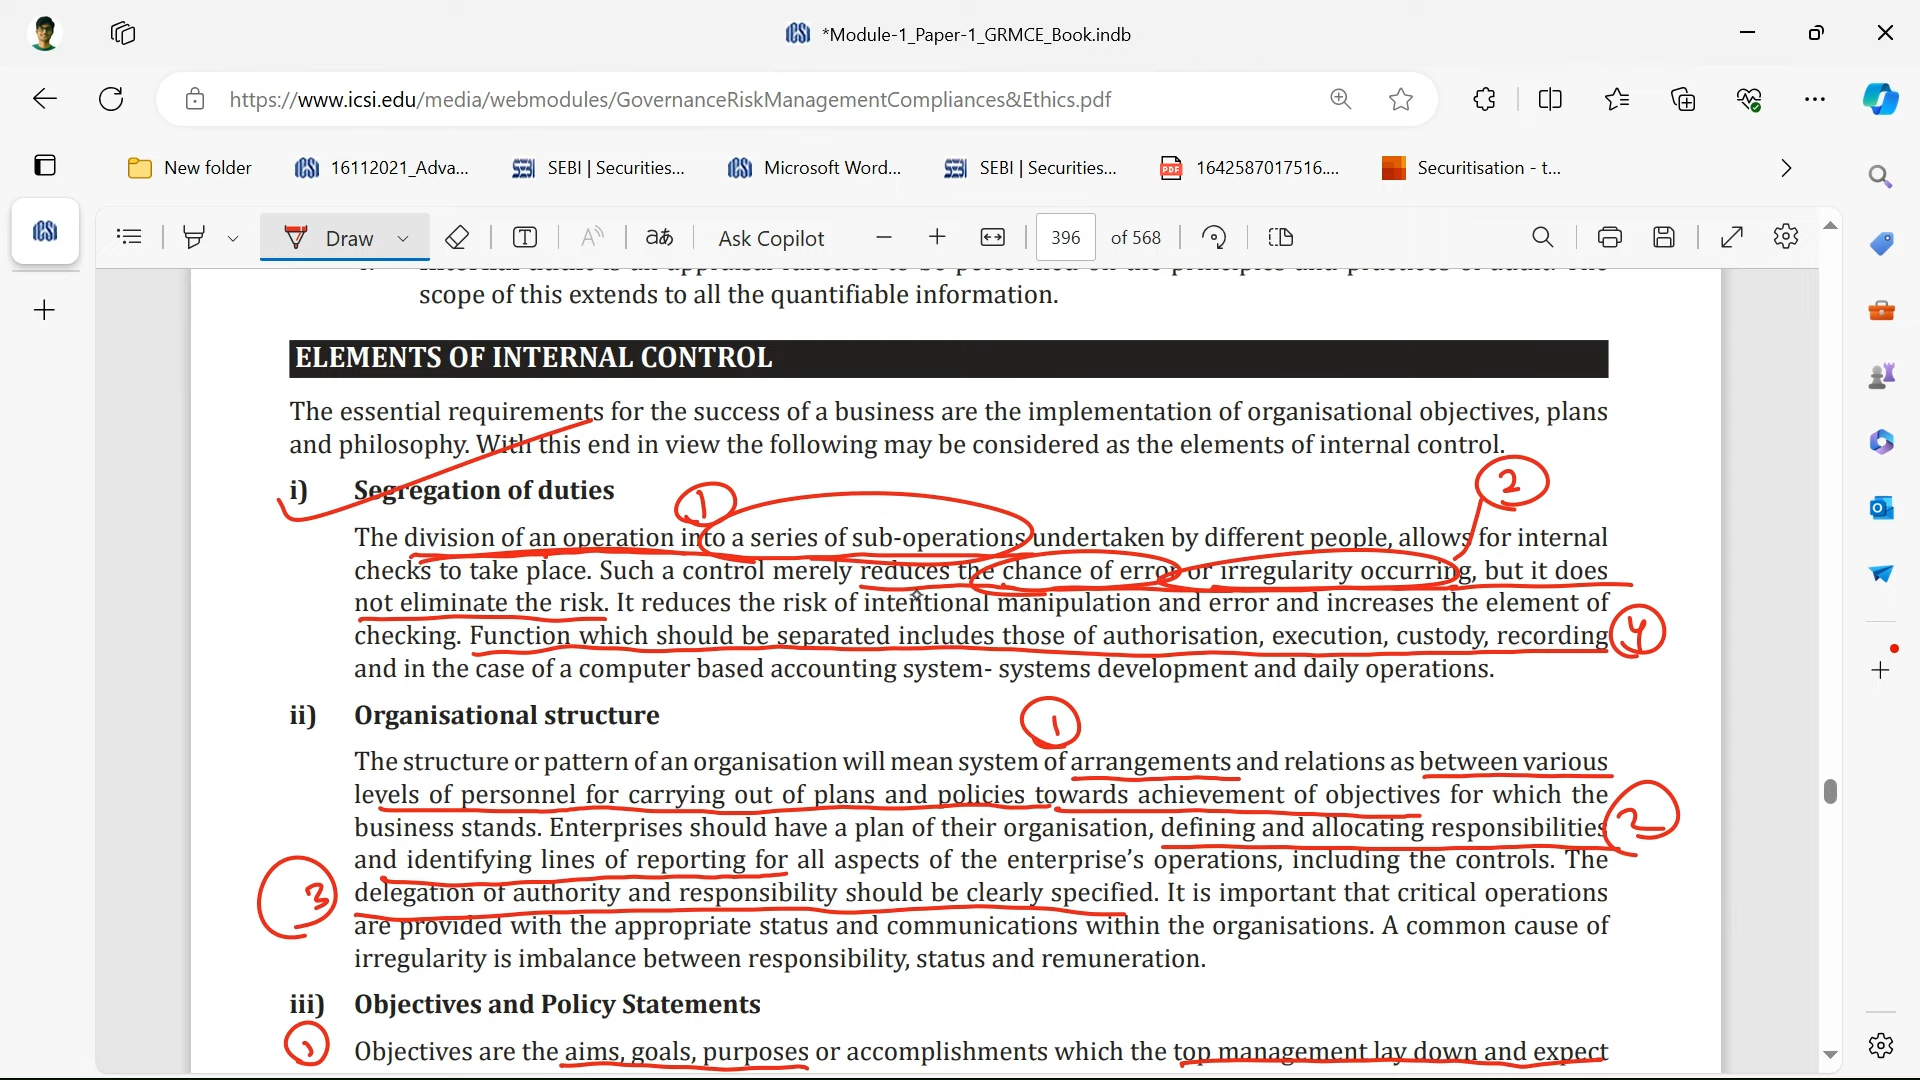 *Module-1_Paper-1_GRMCE_Book.indb
https://www.icsi.edu/media/webmodules/GovernanceRiskManagementCompliances&Ethics.pdf
New folder 16112021_Adva... SEBI | Securities... Microsoft Word... SEBI | Securities... 1642587017516.... Securitisation - t...
Draw Ask Copilot 396 of 568
scope of this extends to all the quantifiable information.
ELEMENTS OF INTERNAL CONTROL
The essential requirements for the success of a business are the implementation of organisational objectives, plans
and philosophy. With this end in view the following may be considered as the elements of internal control.
2
i) Segregation of duties
1
The division of an operation into a series of sub-operations undertaken by different people, allows for internal
checks to take place. Such a control merely reduces the chance of error or irregularity occurring, but it does
not eliminate the risk. It reduces the risk of intentional manipulation and error and increases the element of
checking. Function which should be separated includes those of authorisation, execution, custody, recording
and in the case of a computer based accounting system- systems development and daily operations.
ii) Organisational structure
1
The structure or pattern of an organisation will mean system of arrangements and relations as between various
levels of personnel for carrying out of plans and policies towards achievement of objectives for which the
business stands. Enterprises should have a plan of their organisation, defining and allocating responsibilities
2
and identifying lines of reporting for all aspects of the enterprise's operations, including the controls. The
3
delegation of authority and responsibility should be clearly specified. It is important that critical operations
are provided with the appropriate status and communications within the organisations. A common cause of
irregularity is imbalance between responsibility, status and remuneration.
iii) Objectives and Policy Statements
Objectives are the aims, goals, purposes or accomplishments which the top management lay down and expect